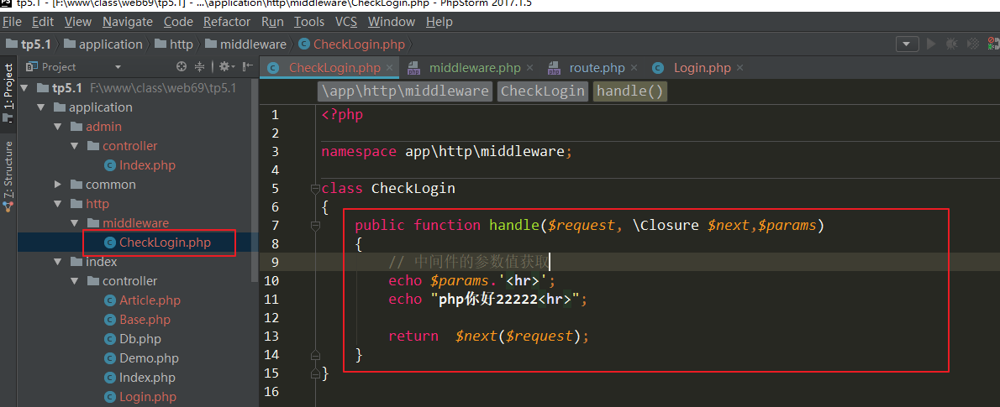 tp5.1 - [F:\www\class\web69\tp5.1] - ...\application\http\middleware\CheckLogin.php - PhpStorm 2017.1.5
File Edit View Navigate Code Refactor Run Tools VCS Window Help
tp5.1 application http middleware CheckLogin.php
1: Project
7: Structure
Project
tp5.1 F:\www\class\web69\tp5.1
application
admin
controller
Index.php
common
http
middleware
CheckLogin.php
index
controller
Article.php
Base.php
Db.php
Demo.php
Index.php
Login.php
CheckLogin.php middleware.php route.php Login.php
\app\http\middleware CheckLogin handle()
1 <?php
2
3 namespace app\http\middleware;
4
5 class CheckLogin
6 {
7 public function handle($request, \Closure $next,$params)
8 {
9 // 中间件的参数值获取
10 echo $params.'<hr>';
11 echo "php你好22222<hr>";
12
13 return $next($request);
14 }
15 }
16